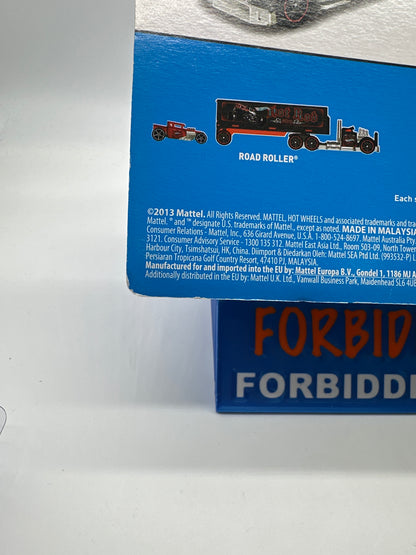 ROAD ROLLER®
Each s
©2013 Mattel. All Rights Reserved. MATTEL, HOT WHEELS and associated trademarks and tra
Mattel. ® and ™ designate U.S. trademarks of Mattel, except as noted. MADE IN MALAYSIA
Consumer Relations - Mattel, Inc., 636 Girard Avenue, U.S.A. 1-800-524-8697. Mattel Australia Pty.
3121. Consumer Advisory Service - 1300 135 312. Mattel East Asia Ltd., Room 503-09, North Tower
Harbour City, Tsimshatsui, HK, China. Diimport & Diedarkan Oleh: Mattel SEA Ptd Ltd. (993532-P) L
Persiaran Tropicana Golf Country Resort, 47410 PJ, MALAYSIA.
Manufactured for and imported into the EU by: Mattel Europa B.V., Gondel 1, 1186 MJ A
Additionally distributed in the EU by: Mattel U.K. Ltd., Vanwall Business Park, Maidenhead SL6 4UB
FORBID
FORBIDD